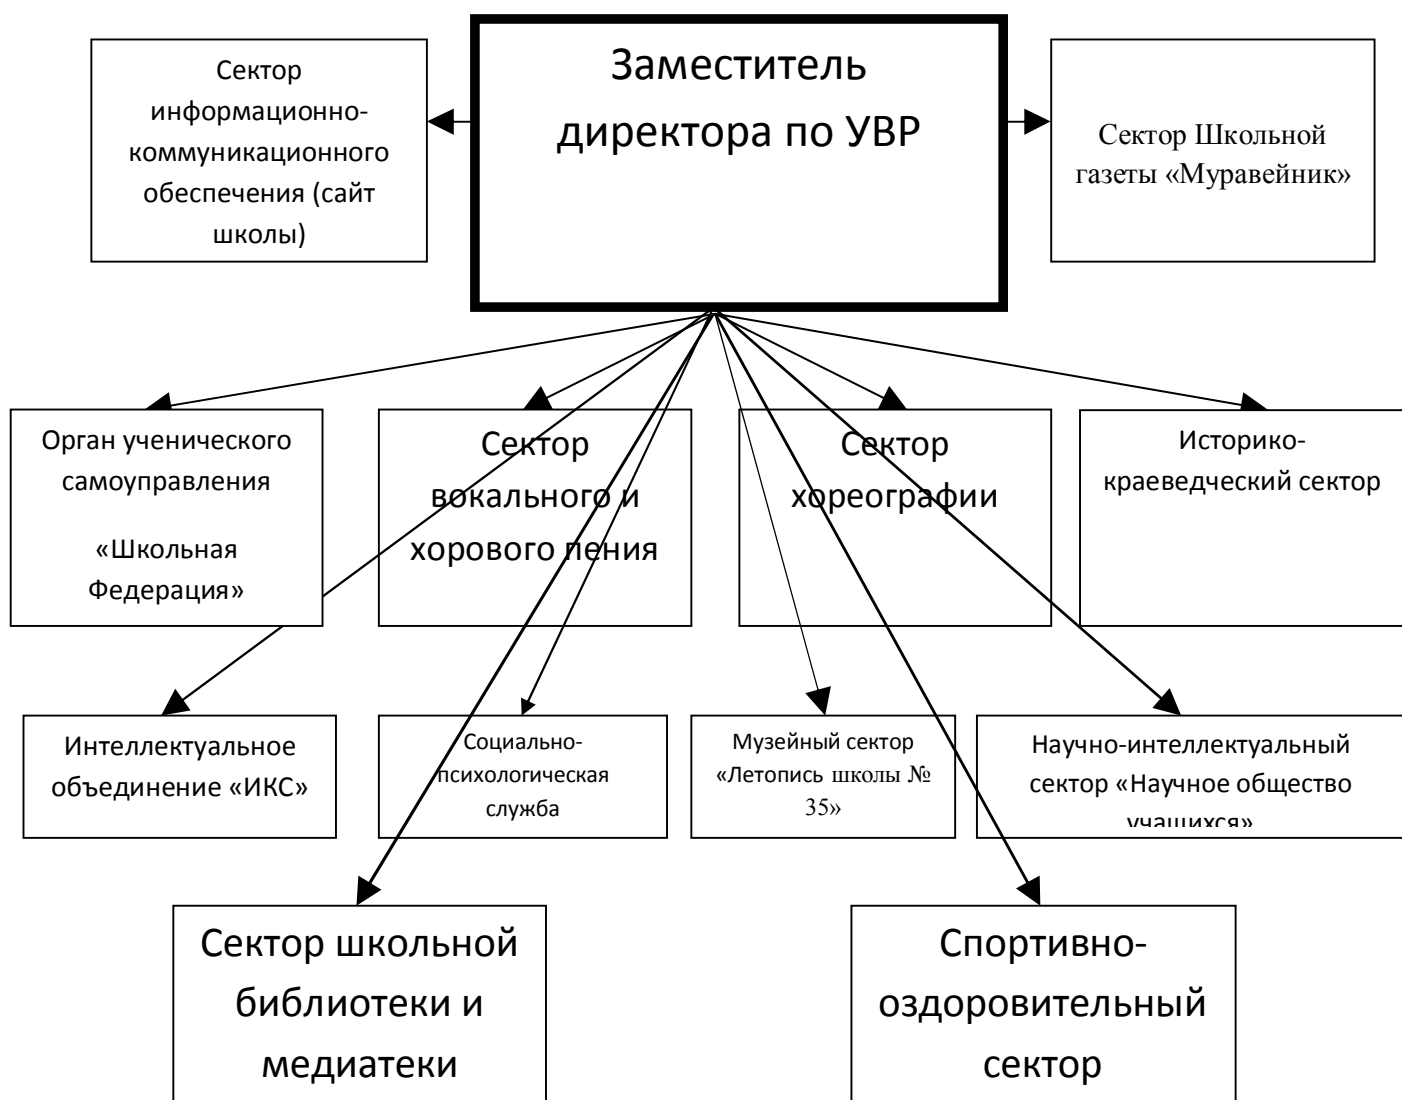 Сектор
информационно-
коммуникационного
обеспечения (сайт
школы)
Заместитель
директора по УВР
Сектор Школьной
газеты «Муравейник»
Орган ученического
самоуправления
«Школьная
Федерация»
Сектор
вокального и
хорового пения
Сектор
хореографии
Историко-
краеведческий сектор
Интеллектуальное
объединение «ИКС»
Социально-
психологическая
служба
Музейный сектор
«Летопись школы №
35»
Научно-интеллектуальный
сектор «Научное общество
учащихся»
Сектор школьной
библиотеки и
медиатеки
Спортивно-
оздоровительный
сектор